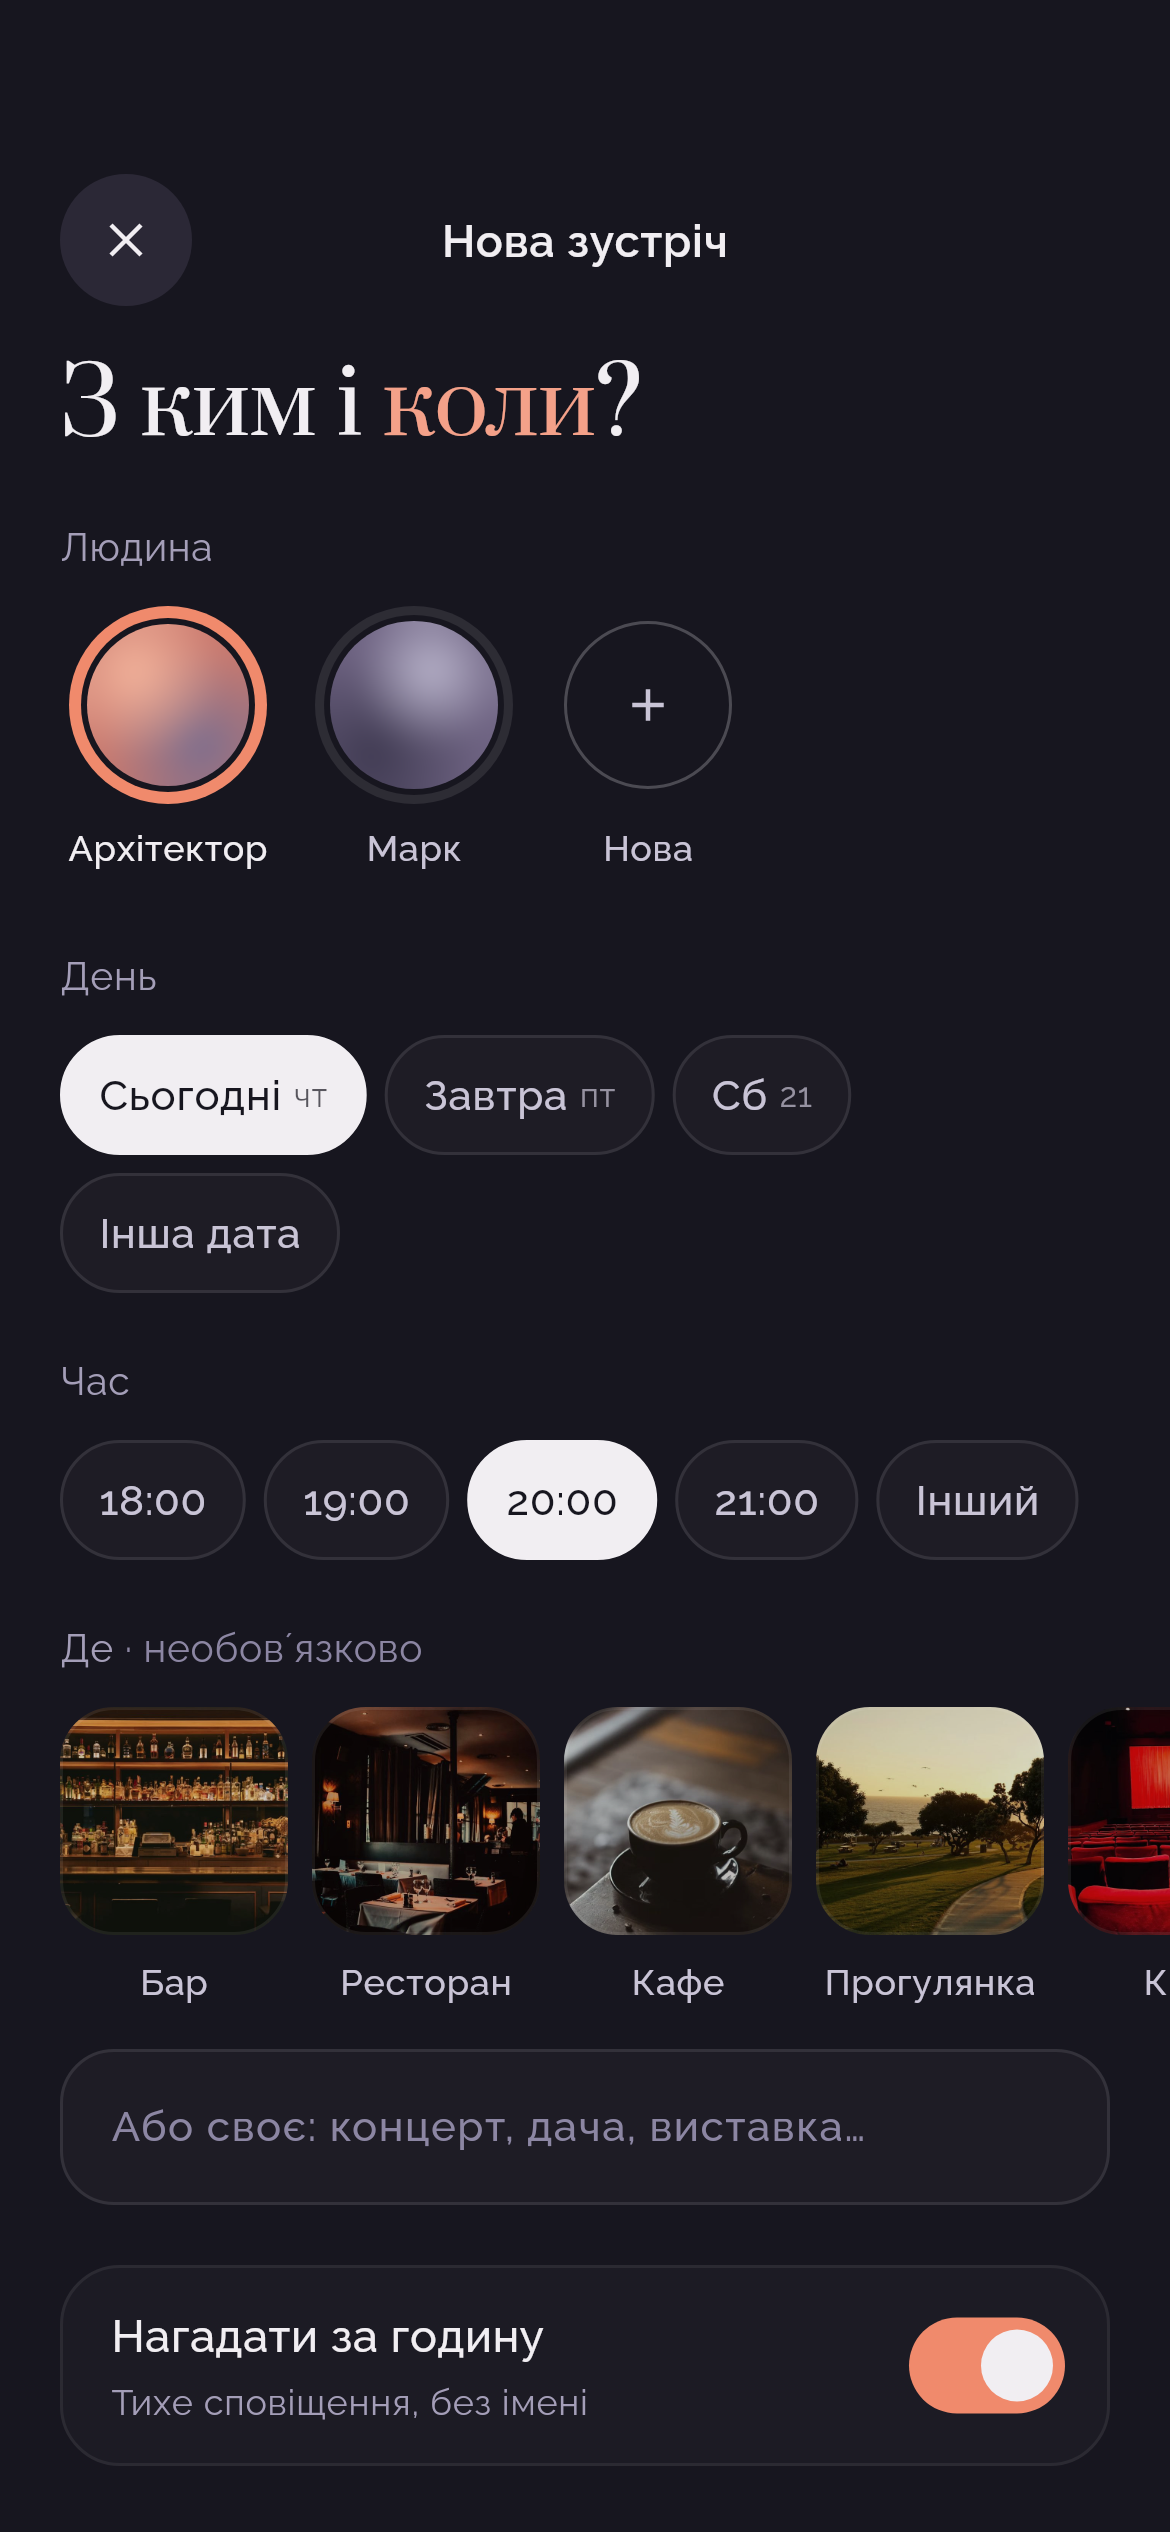 Нова зустріч
З ким і коли?
Людина
Архітектор Марк Нова
День
Сьогодні чт Завтра пт Сб 21
Інша дата
Час
18:00 19:00 20:00 21:00 Інший
Де · необов´язково
Бар Ресторан Кафе Прогулянка К
Або своє: концерт, дача, виставка…
Нагадати за годину
Тихе сповіщення, без імені